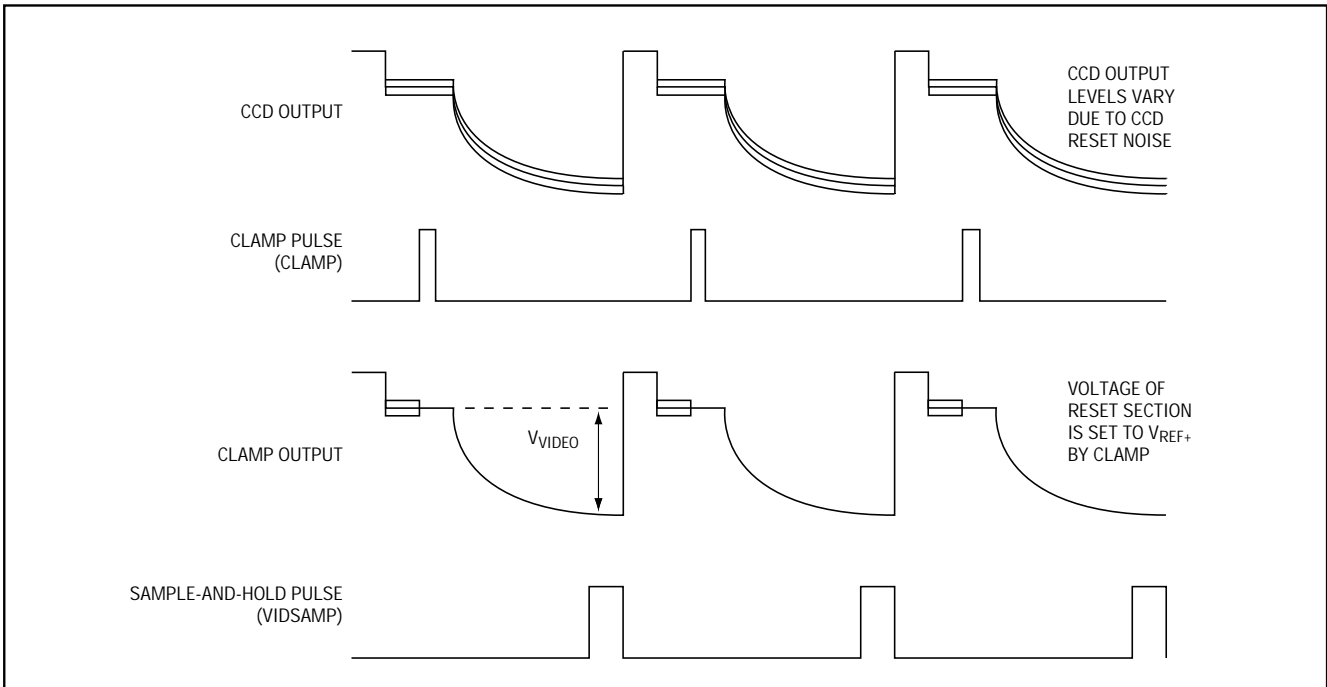 CCD OUTPUT
CCD OUTPUT
LEVELS VARY
DUE TO CCD
RESET NOISE
CLAMP PULSE
(CLAMP)
CLAMP OUTPUT
VVIDEO
VOLTAGE OF
RESET SECTION
IS SET TO VREF+
BY CLAMP
SAMPLE-AND-HOLD PULSE
(VIDSAMP)